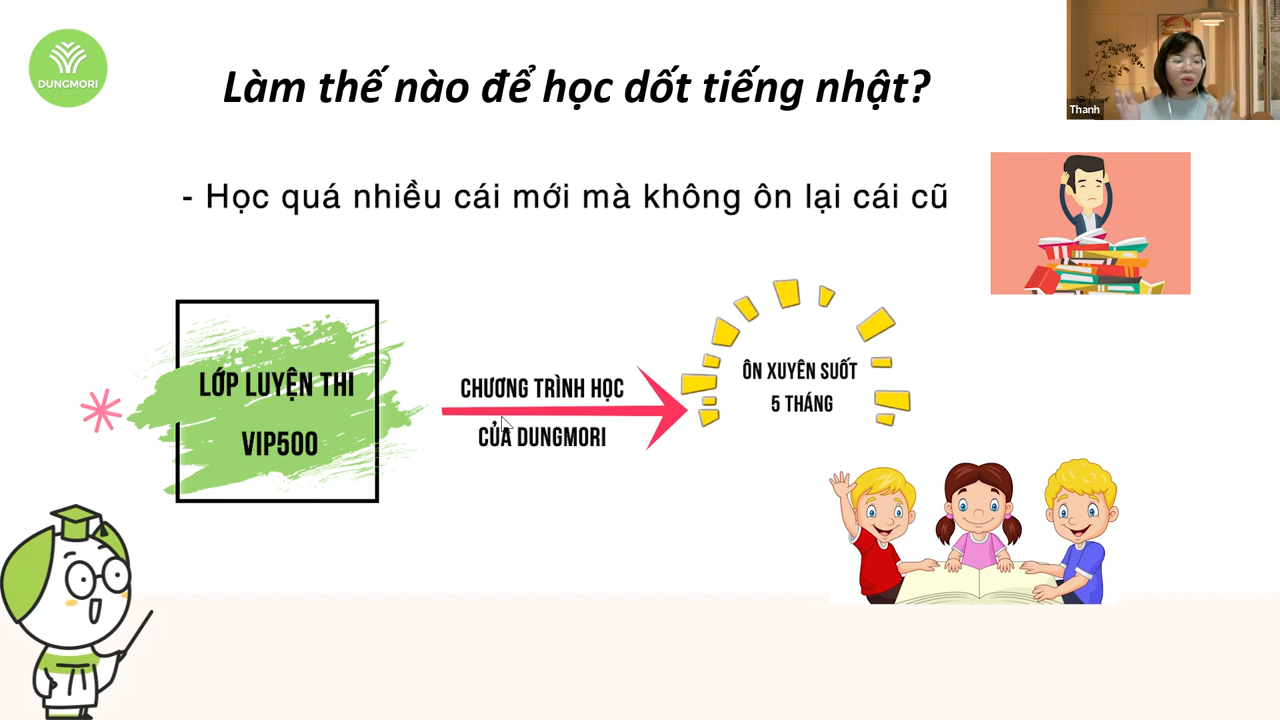 DUNGMORI
Làm thế nào để học dốt tiếng nhật?
Thanh
- Học quá nhiều cái mới mà không ôn lại cái cũ
LỚP LUYỆN THI
VIP500
CHƯƠNG TRÌNH HỌC
CỦA DUNGMORI
ÔN XUYÊN SUỐT
5 THÁNG